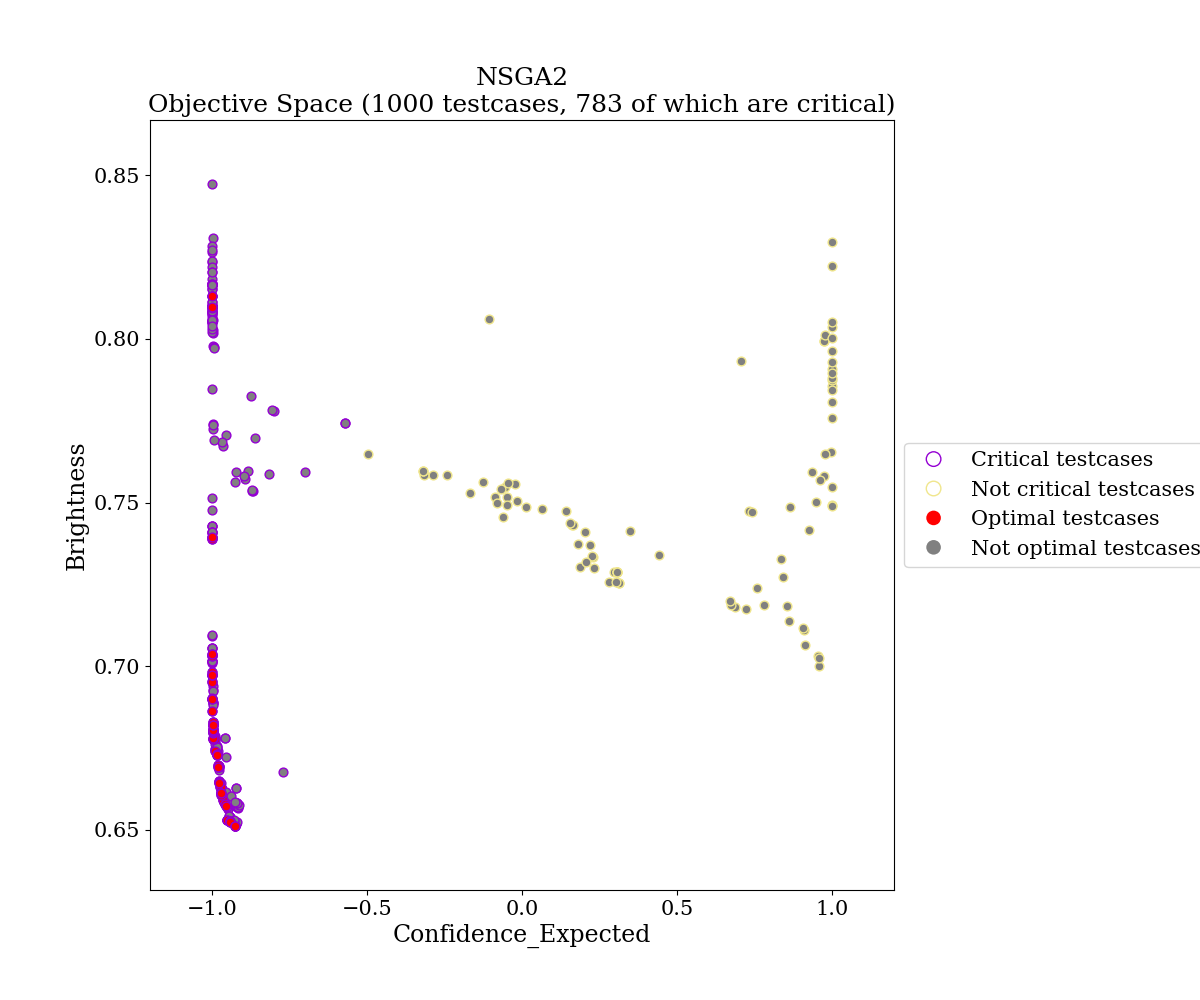 NSGA2
Objective Space (1000 testcases, 783 of which are critical)
0.85
0.80
0.75
0.70
0.65
Brightness
−1.0
−0.5
0.0
0.5
1.0
Confidence_Expected
Critical testcases
Not critical testcases
Optimal testcases
Not optimal testcases